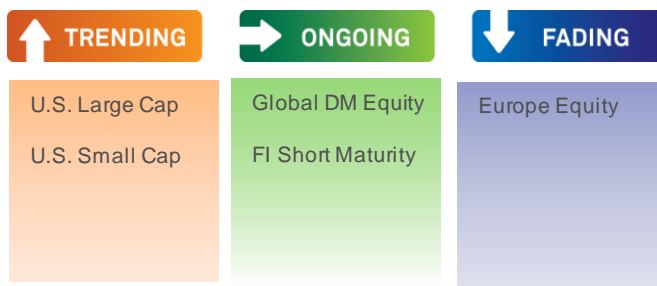 TRENDING
U.S. Large Cap
U.S. Small Cap
ONGOING
Global DM Equity
FI Short Maturity
FADING
Europe Equity